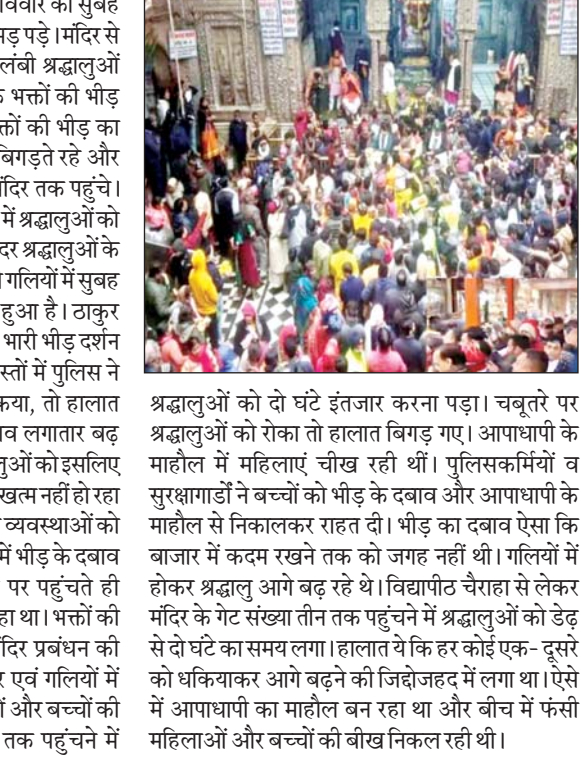 विवार की सुबह
मड़ पड़े।मंदिर से
लंबी श्रद्धालुओं
क भक्तों की भीड़
क्तों की भीड़ का
बिगड़ते रहे और
मंदिर तक पहुंचे।
में श्रद्धालुओं को
दर श्रद्धालुओं के
गलियों में सुबह
हुआ है। ठाकुर
भारी भीड़ दर्शन
स्तों में पुलिस ने
कया, तो हालात
व लगातार बढ़
लुओं को इसलिए
खत्म नहीं हो रहा
व्यवस्थाओं को
में भीड़ के दबाव
पर पहुंचते ही
हा था। भक्तों की
दिर प्रबंधन की
र एवं गलियों में
ों और बच्चों की
तक पहुंचने में
श्रद्धालुओं को दो घंटे इंतजार करना पड़ा। चबूतरे पर
श्रद्धालुओं को रोका तो हालात बिगड़ गए। आपाधापी के
माहौल में महिलाएं चीख रही थीं। पुलिसकर्मियों व
सुरक्षागार्डों ने बच्चों को भीड़ के दबाव और आपाधापी के
माहौल से निकालकर राहत दी। भीड़ का दबाव ऐसा कि
बाजार में कदम रखने तक को जगह नहीं थी। गलियों में
होकर श्रद्धालु आगे बढ़ रहे थे। विद्यापीठ चैराहा से लेकर
मंदिर के गेट संख्या तीन तक पहुंचने में श्रद्धालुओं को डेढ़
से दो घंटे का समय लगा। हालात ये कि हर कोई एक- दूसरे
को धकियाकर आगे बढ़ने की जिद्दोजहद में लगा था। ऐसे
में आपाधापी का माहौल बन रहा था और बीच में फंसी
महिलाओं और बच्चों की बीख निकल रही थी।